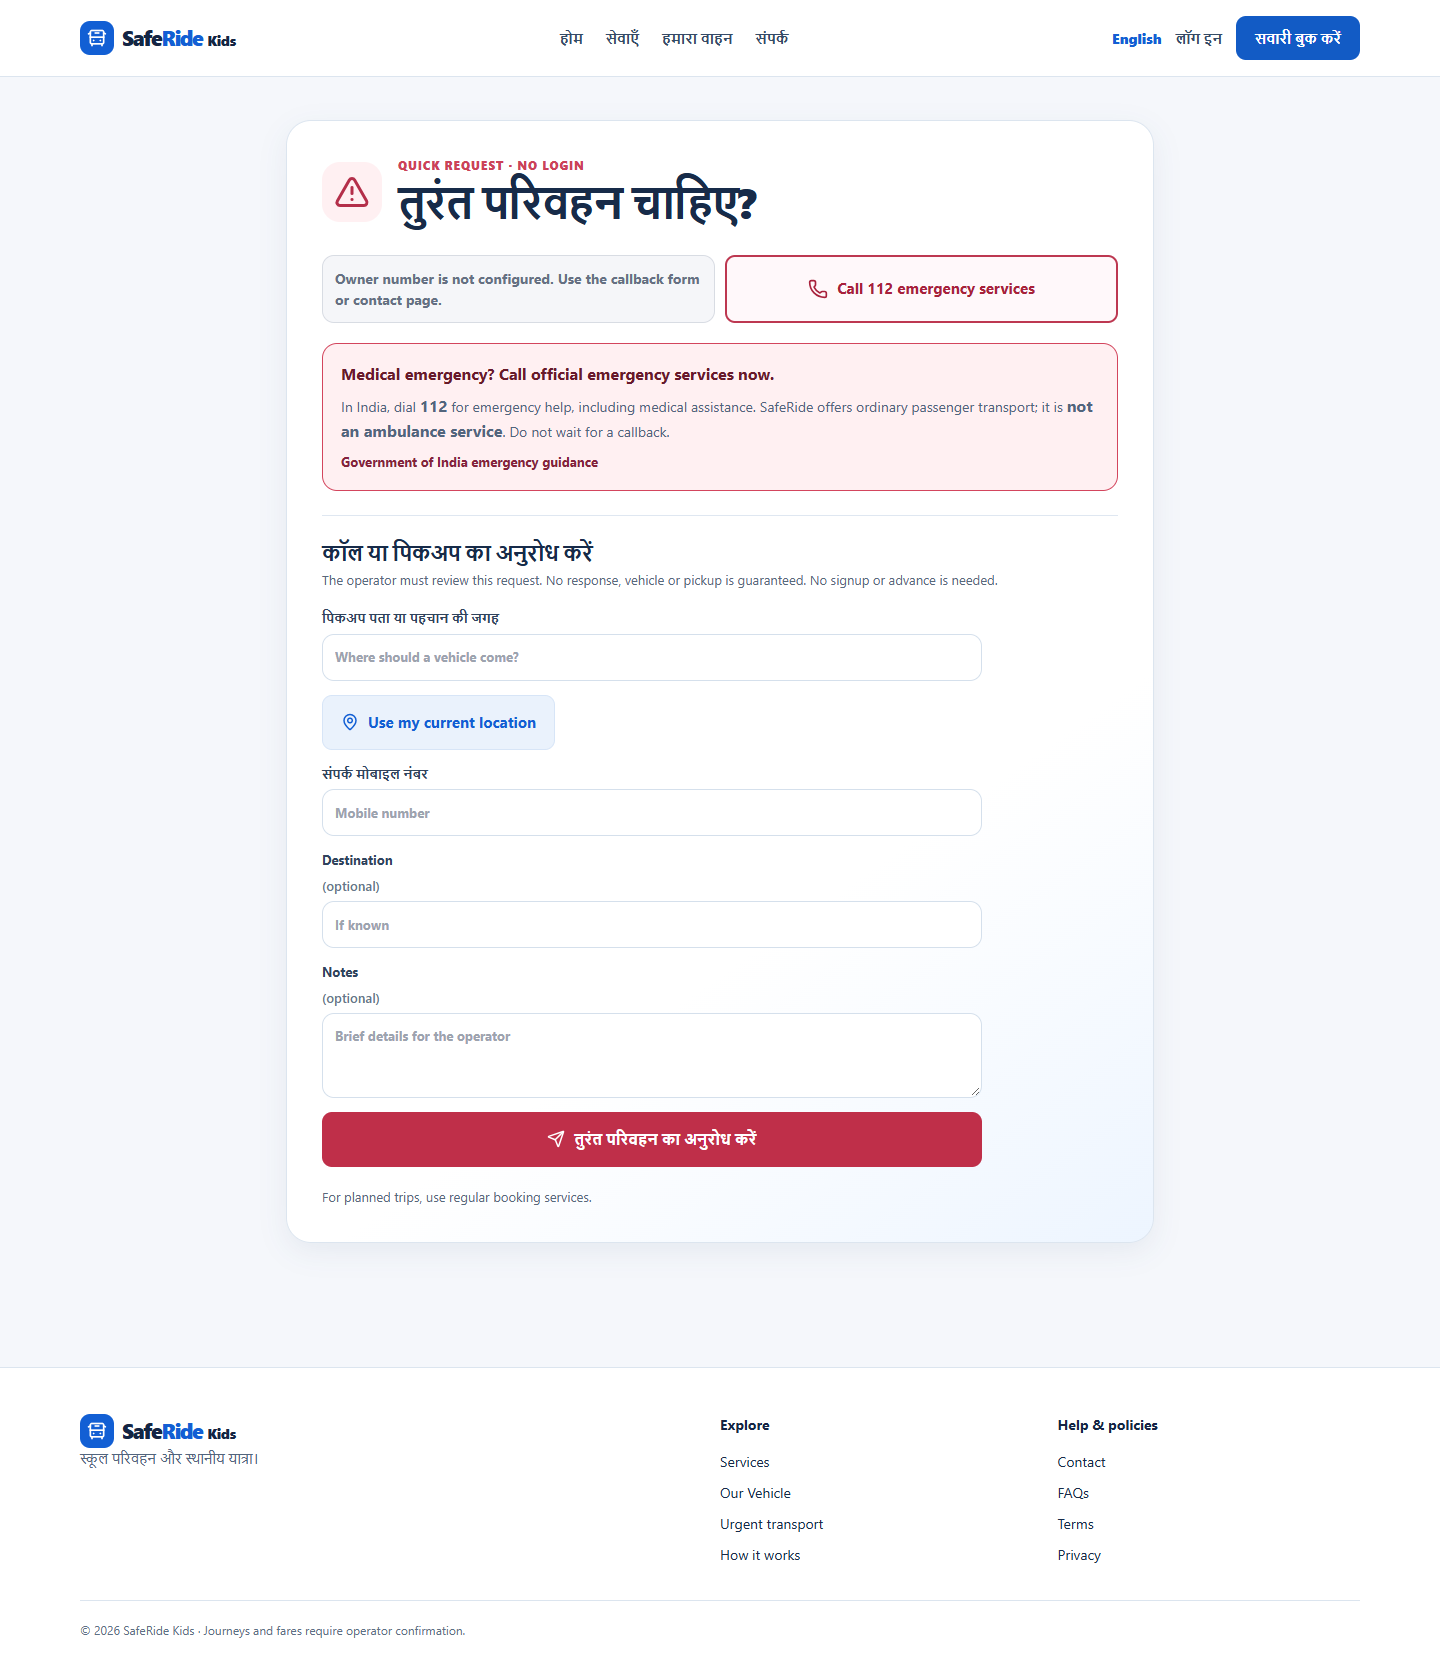 SafeRide Kids
होम सेवाएँ हमारा वाहन संपर्क
English लॉग इन सवारी बुक करें
QUICK REQUEST · NO LOGIN
तुरंत परिवहन चाहिए?
Owner number is not configured. Use the callback form
or contact page.
Call 112 emergency services
Medical emergency? Call official emergency services now.
In India, dial 112 for emergency help, including medical assistance. SafeRide offers ordinary passenger transport; it is not
an ambulance service. Do not wait for a callback.
Government of India emergency guidance
कॉल या पिकअप का अनुरोध करें
The operator must review this request. No response, vehicle or pickup is guaranteed. No signup or advance is needed.
पिकअप पता या पहचान की जगह
Where should a vehicle come?
Use my current location
संपर्क मोबाइल नंबर
Mobile number
Destination
(optional)
If known
Notes
(optional)
Brief details for the operator
तुरंत परिवहन का अनुरोध करें
For planned trips, use regular booking services.
SafeRide Kids
स्कूल परिवहन और स्थानीय यात्रा।
Explore
Services
Our Vehicle
Urgent transport
How it works
Help & policies
Contact
FAQs
Terms
Privacy
© 2026 SafeRide Kids · Journeys and fares require operator confirmation.